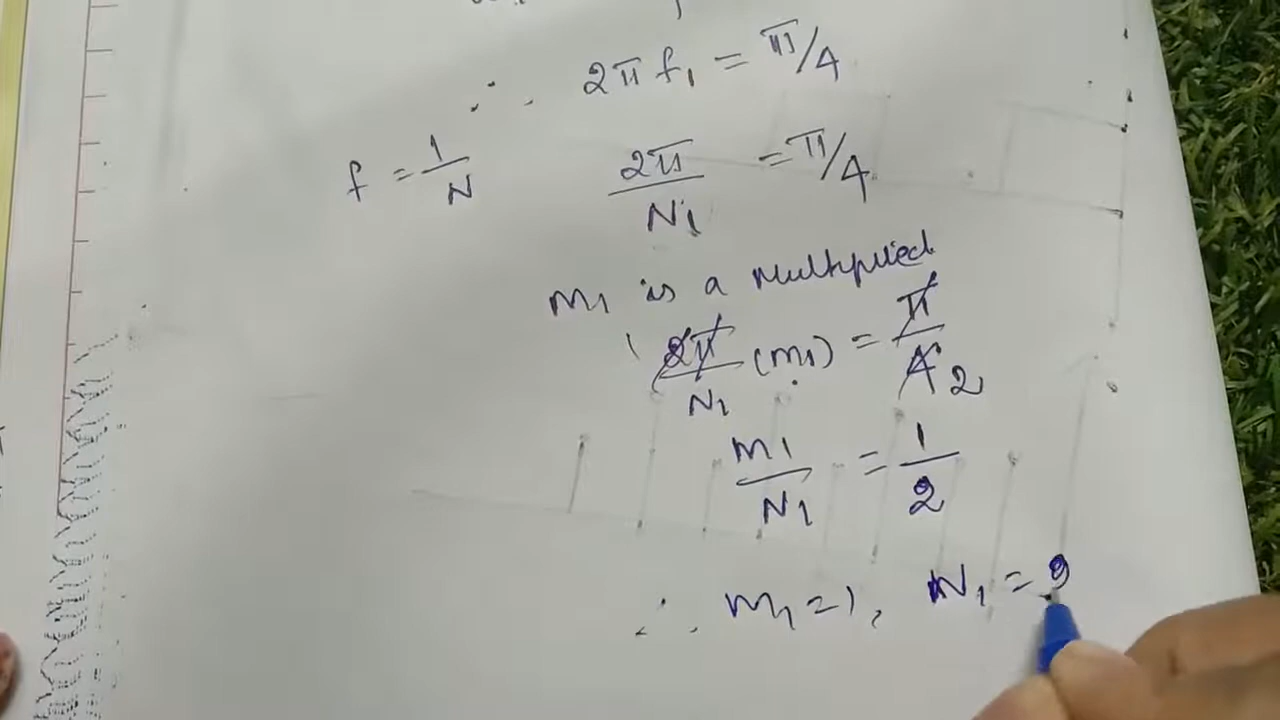 ∴ 2π f₁ = π/4
f = 1/N 2π/N₁ = π/4
m₁ is a multiplied
2π/N₁ (m₁) = π/4 2
m₁/N₁ = 1/2
∴ m₁ = 1, N₁ = 2